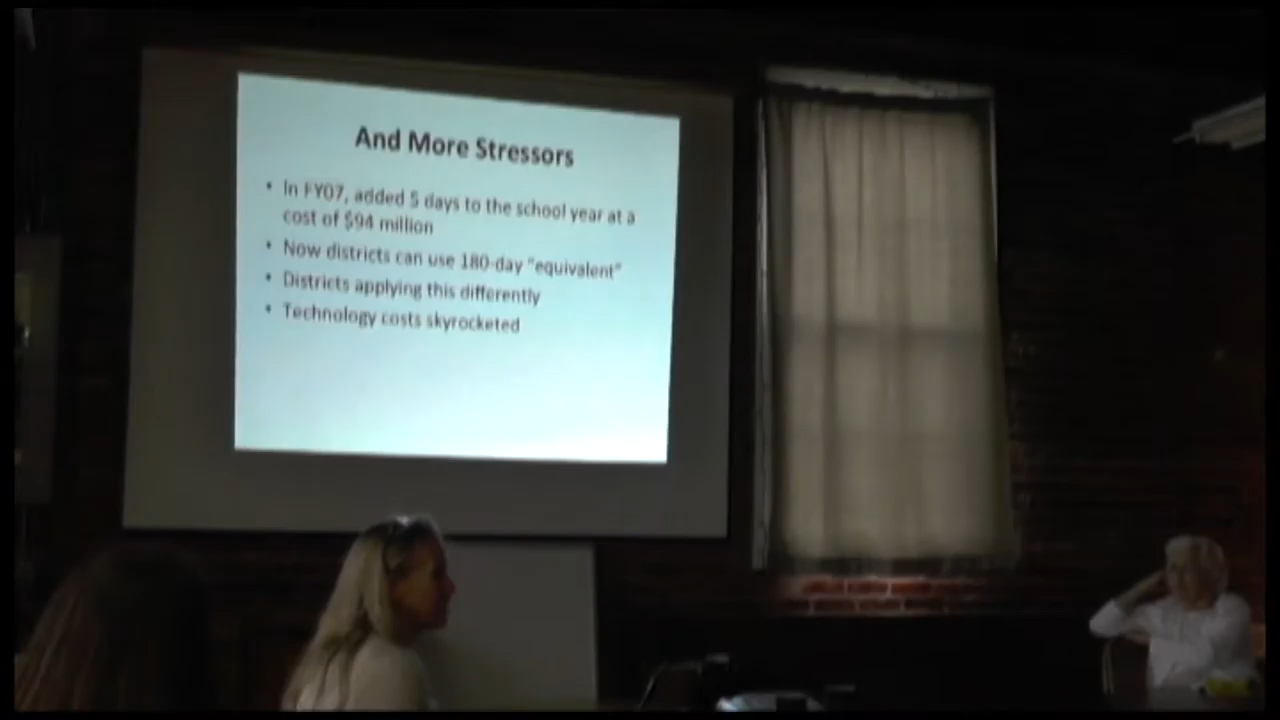 And More Stressors
• In FY07, added 5 days to the school year at a
cost of $94 million
• Now districts can use 180-day "equivalent"
• Districts applying this differently
• Technology costs skyrocketed